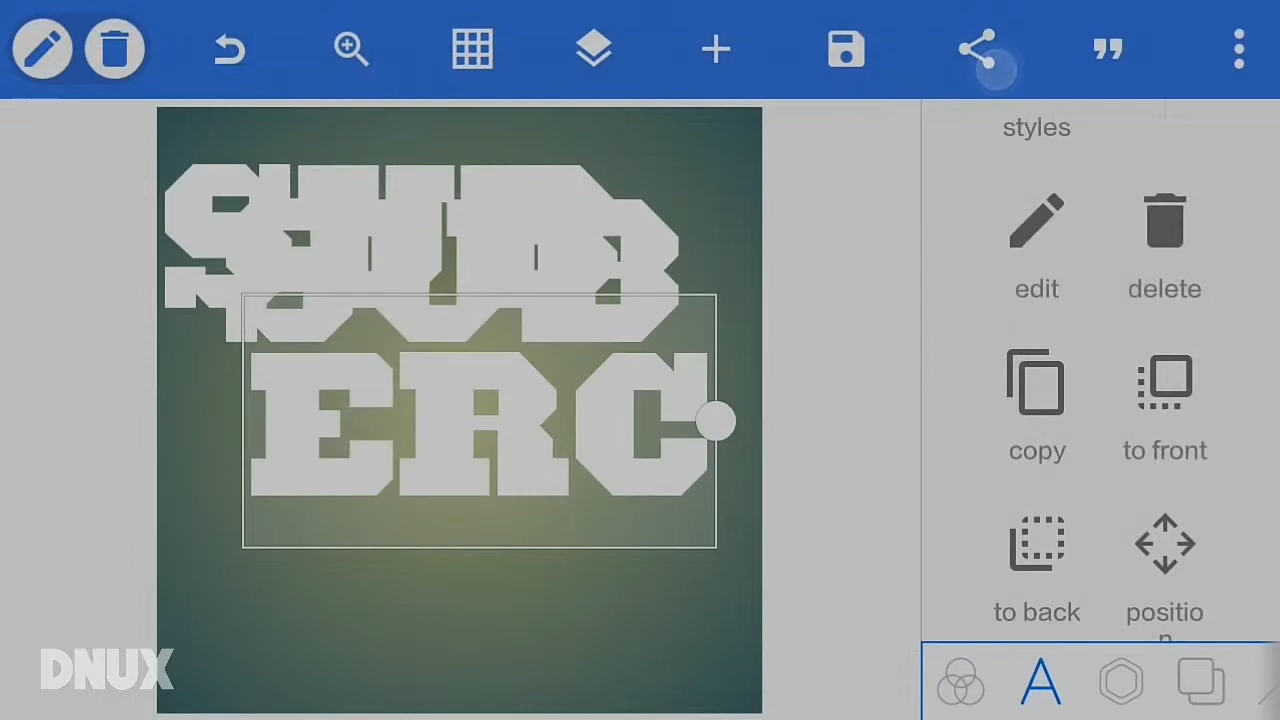 styles
ERC
edit
delete
copy
to front
to back
positio
n
DNUX